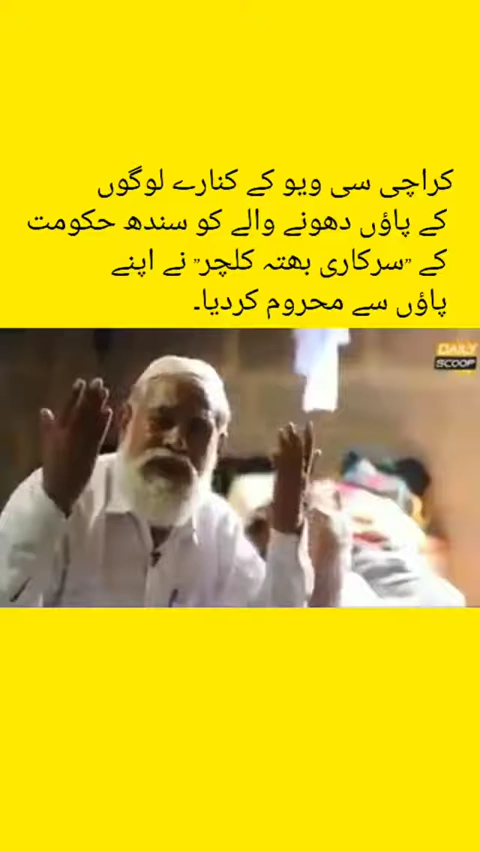 کراچی سی ویو کے کنارے لوگوں
کے پاؤں دھونے والے کو سندھ حکومت
کے ”سرکاری بھتہ کلچر” نے اپنے
پاؤں سے محروم کردیا۔
DAILY
SCOOP